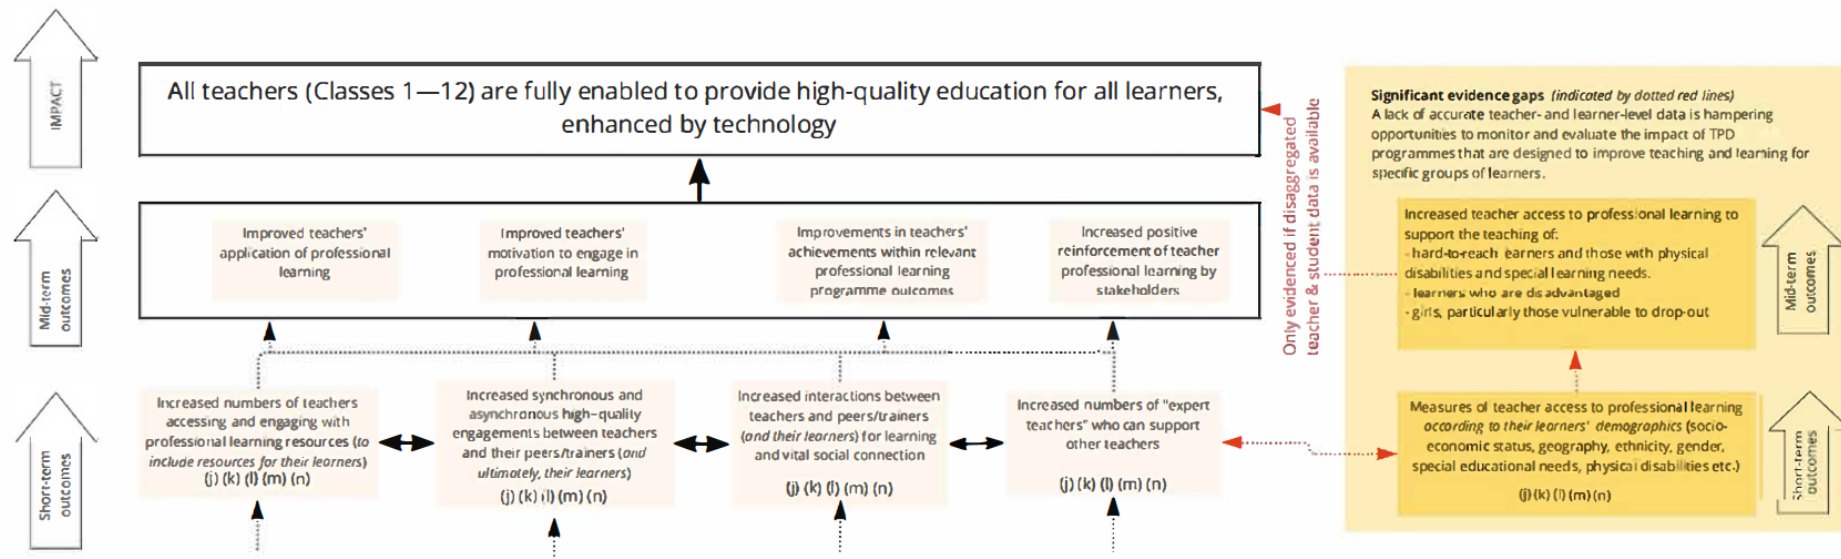 IMPACT
All teachers (Classes 1—12) are fully enabled to provide high-quality education for all learners,
enhanced by technology
Only evidenced if disaggregated
teacher & student data is available
Significant evidence gaps (indicated by dotted red lines)
A lack of accurate teacher- and learner-level data is hampering
opportunities to monitor and evaluate the impact of TPD
programmes that are designed to improve teaching and learning for
specific groups of learners.
Mid-term
outcomes
Improved teachers'
application of professional
learning
Improved teachers'
motivation to engage in
professional learning
Improvements in teachers'
achievements within relevant
professional learning
programme outcomes
Increased positive
reinforcement of teacher
professional learning by
stakeholders
Increased teacher access to professional learning to
support the teaching of:
- hard-to-reach learners and those with physical
disabilities and special learning needs.
- learners who are disadvantaged
- girls, particularly those vulnerable to drop-out
Mid-term
outcomes
Short-term
outcomes
Increased numbers of teachers
accessing and engaging with
professional learning resources (to
include resources for their learners)
(j) (k) (l) (m) (n)
Increased synchronous and
asynchronous high-quality
engagements between teachers
and their peers/trainers (and
ultimately, their learners)
(j) (k) (l) (m) (n)
Increased interactions between
teachers and peers/trainers
(and their learners) for learning
and vital social connection
(j) (k) (l) (m) (n)
Increased numbers of "expert
teachers" who can support
other teachers
(j) (k) (l) (m) (n)
Measures of teacher access to professional learning
according to their learners' demographics (socio-
economic status, geography, ethnicity, gender,
special educational needs, physical disabilities etc.)
(j) (k) (l) (m) (n)
Short-term
outcomes